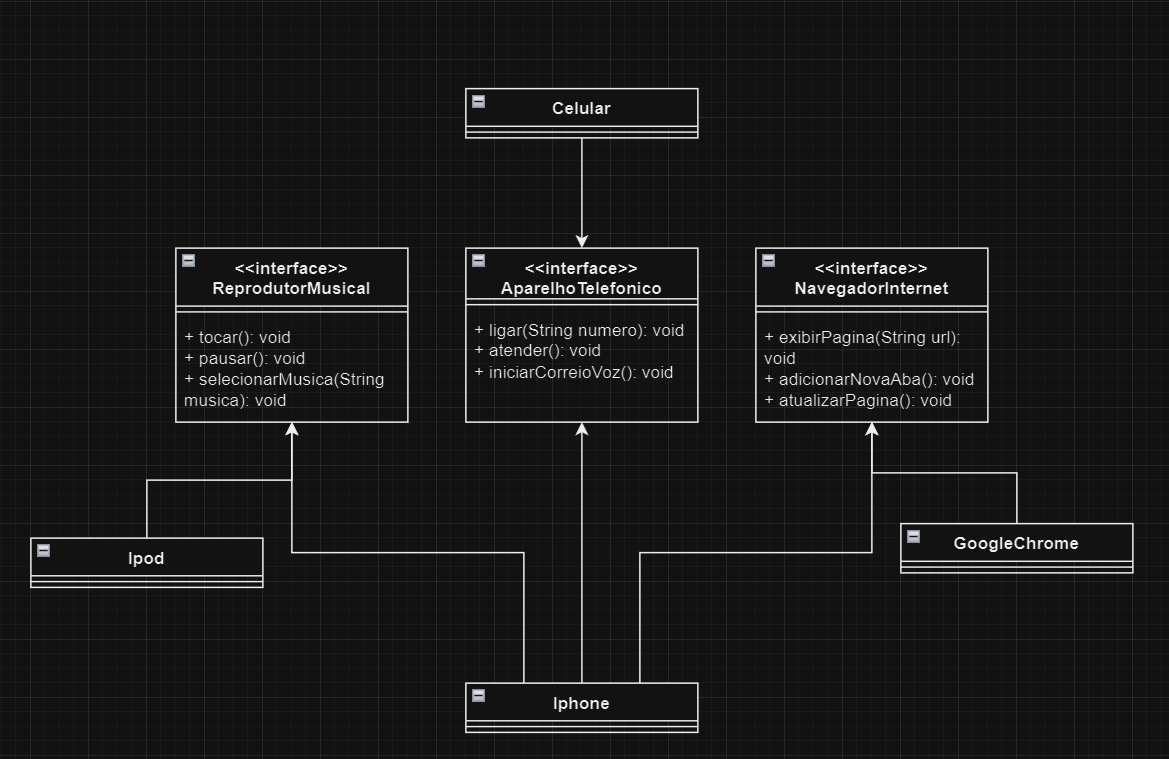 Celular
<<interface>>
ReprodutorMusical
+ tocar(): void
+ pausar(): void
+ selecionarMusica(String
musica): void
<<interface>>
AparelhoTelefonico
+ ligar(String numero): void
+ atender(): void
+ iniciarCorreioVoz(): void
<<interface>>
NavegadorInternet
+ exibirPagina(String url):
void
+ adicionarNovaAba(): void
+ atualizarPagina(): void
Ipod
GoogleChrome
Iphone